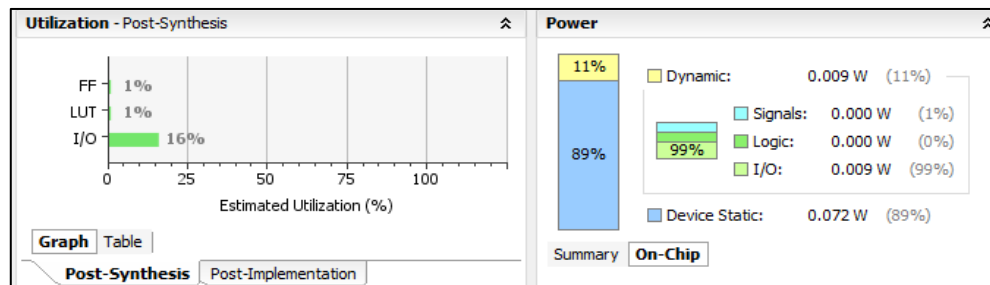 Utilization - Post-Synthesis
FF 1%
LUT 1%
I/O 16%
0 25 50 75 100
Estimated Utilization (%)
Graph Table
Post-Synthesis Post-Implementation
Power
11%
89%
Dynamic: 0.009 W (11%)
99%
Signals: 0.000 W (1%)
Logic: 0.000 W (0%)
I/O: 0.009 W (99%)
Device Static: 0.072 W (89%)
Summary On-Chip